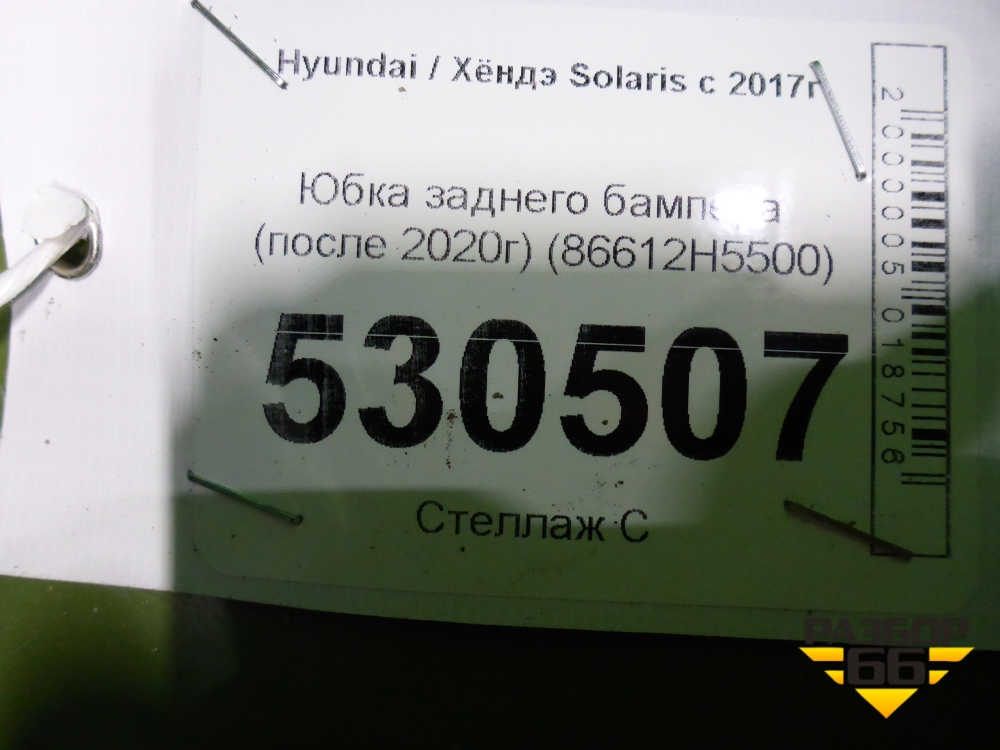 Hyundai / Хёндэ Solaris с 2017г
Юбка заднего бампера
(после 2020г) (86612H5500)
530507
Стеллаж С
2000005018756
РАЗБОР
66